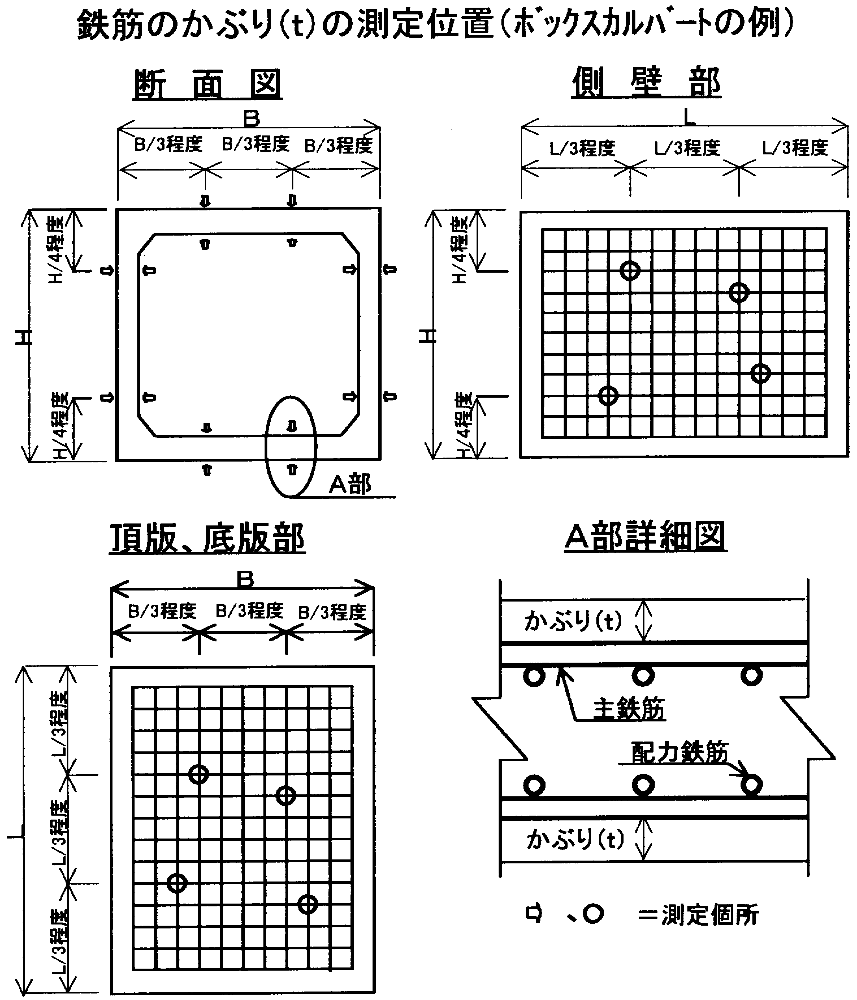 鉄筋のかぶり(t)の測定位置(ボックスカルバートの例)
断面図
B
B/3程度 B/3程度 B/3程度
H
H/4程度
H/4程度
A部
側壁部
L
L/3程度 L/3程度 L/3程度
H
H/4程度
H/4程度
頂版、底版部
B
B/3程度 B/3程度 B/3程度
L
L/3程度
L/3程度
L/3程度
A部詳細図
かぶり(t)
主鉄筋
配力鉄筋
かぶり(t)
、○ =測定個所